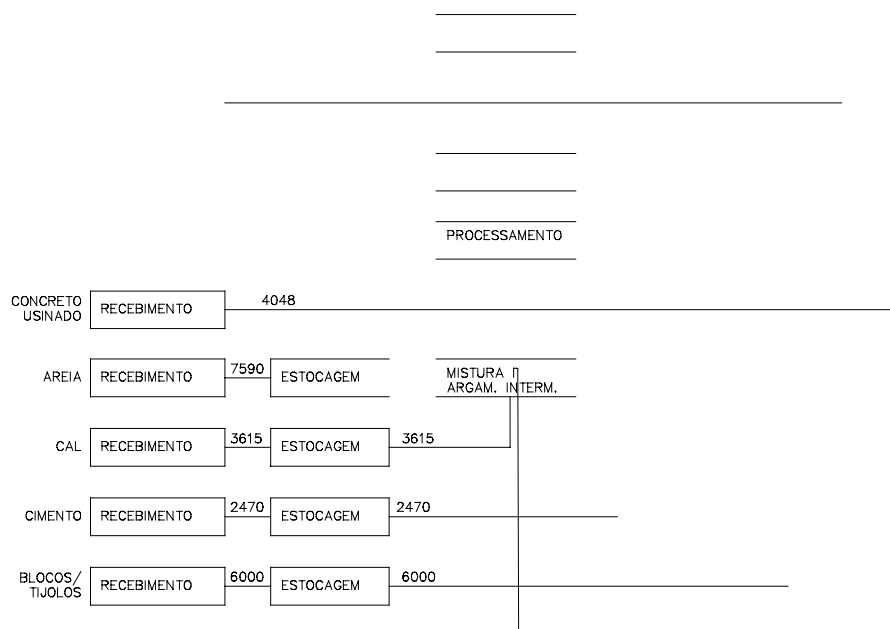 PROCESSAMENTO
CONCRETO
USINADO
RECEBIMENTO
4048
AREIA
RECEBIMENTO
7590
ESTOCAGEM
MISTURA
ARGAM. INTERM.
CAL
RECEBIMENTO
3615
ESTOCAGEM
3615
CIMENTO
RECEBIMENTO
2470
ESTOCAGEM
2470
BLOCOS/
TIJOLOS
RECEBIMENTO
6000
ESTOCAGEM
6000